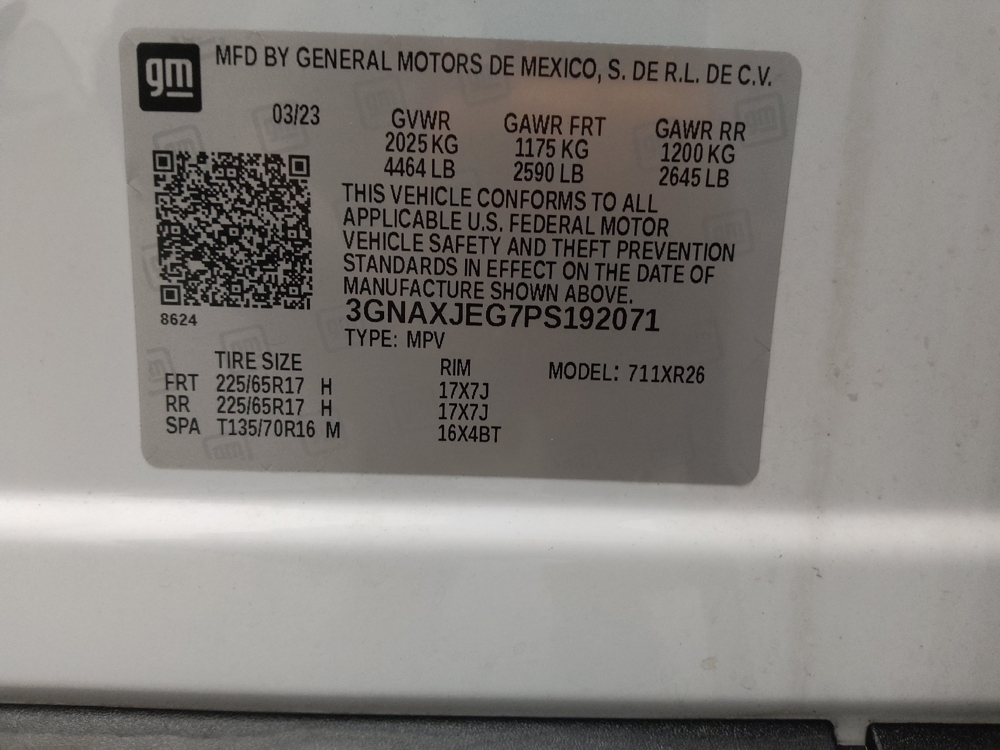 gm
MFD BY GENERAL MOTORS DE MEXICO, S. DE R.L. DE C.V.
03/23
GVWR GAWR FRT GAWR RR
2025 KG 1175 KG 1200 KG
4464 LB 2590 LB 2645 LB
THIS VEHICLE CONFORMS TO ALL
APPLICABLE U.S. FEDERAL MOTOR
VEHICLE SAFETY AND THEFT PREVENTION
STANDARDS IN EFFECT ON THE DATE OF
MANUFACTURE SHOWN ABOVE.
3GNAXJEG7PS192071
8624
TYPE: MPV
TIRE SIZE RIM MODEL: 711XR26
FRT 225/65R17 H 17X7J
RR 225/65R17 H 17X7J
SPA T135/70R16 M 16X4BT